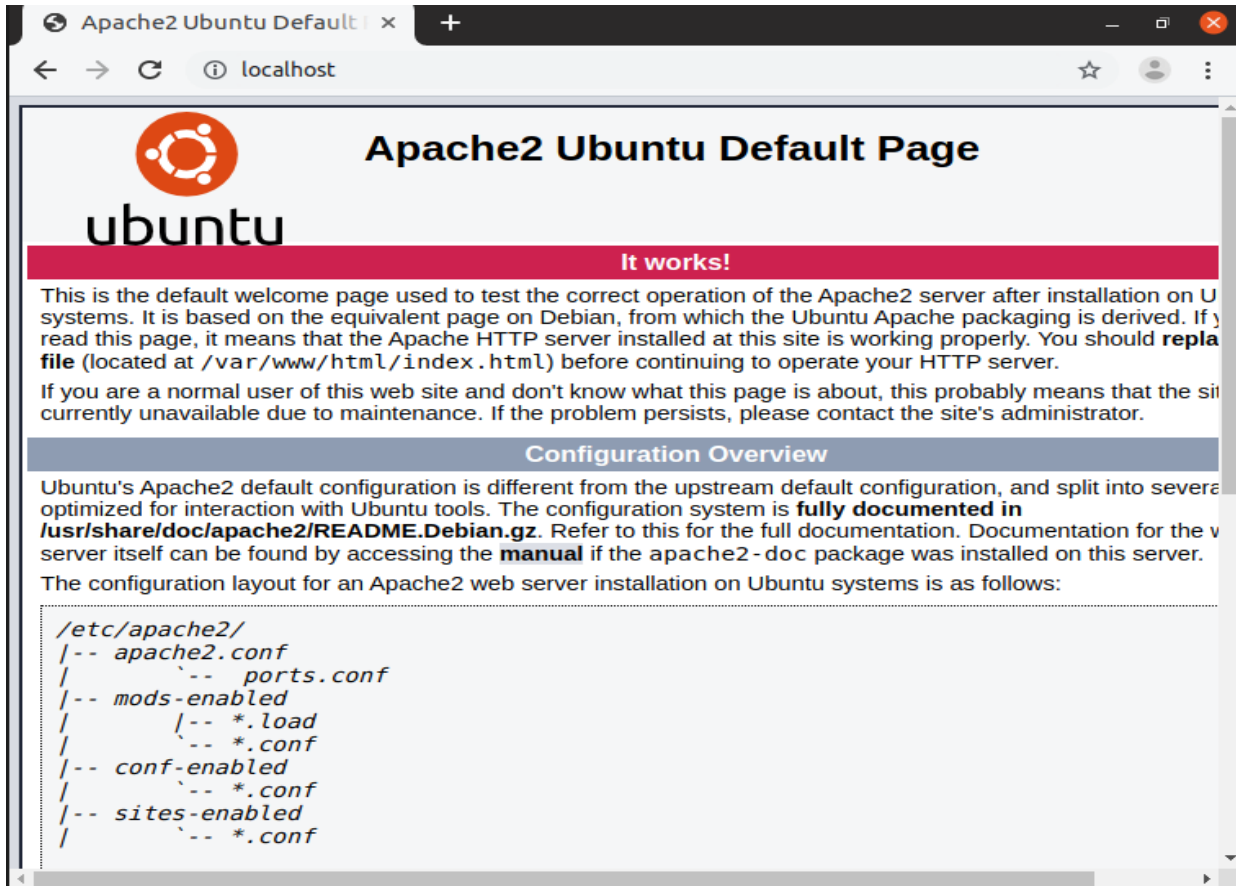 Apache2 Ubuntu Default
localhost
ubuntu
Apache2 Ubuntu Default Page
It works!
This is the default welcome page used to test the correct operation of the Apache2 server after installation on U
systems. It is based on the equivalent page on Debian, from which the Ubuntu Apache packaging is derived. If
read this page, it means that the Apache HTTP server installed at this site is working properly. You should repla
file (located at /var/www/html/index.html) before continuing to operate your HTTP server.
If you are a normal user of this web site and don't know what this page is about, this probably means that the sit
currently unavailable due to maintenance. If the problem persists, please contact the site's administrator.
Configuration Overview
Ubuntu's Apache2 default configuration is different from the upstream default configuration, and split into severa
optimized for interaction with Ubuntu tools. The configuration system is fully documented in
/usr/share/doc/apache2/README.Debian.gz. Refer to this for the full documentation. Documentation for the
server itself can be found by accessing the manual if the apache2-doc package was installed on this server.
The configuration layout for an Apache2 web server installation on Ubuntu systems is as follows:
/etc/apache2/
|-- apache2.conf
|       `--  ports.conf
|-- mods-enabled
|       |-- *.load
|       `-- *.conf
|-- conf-enabled
|       `-- *.conf
|-- sites-enabled
|       `-- *.conf